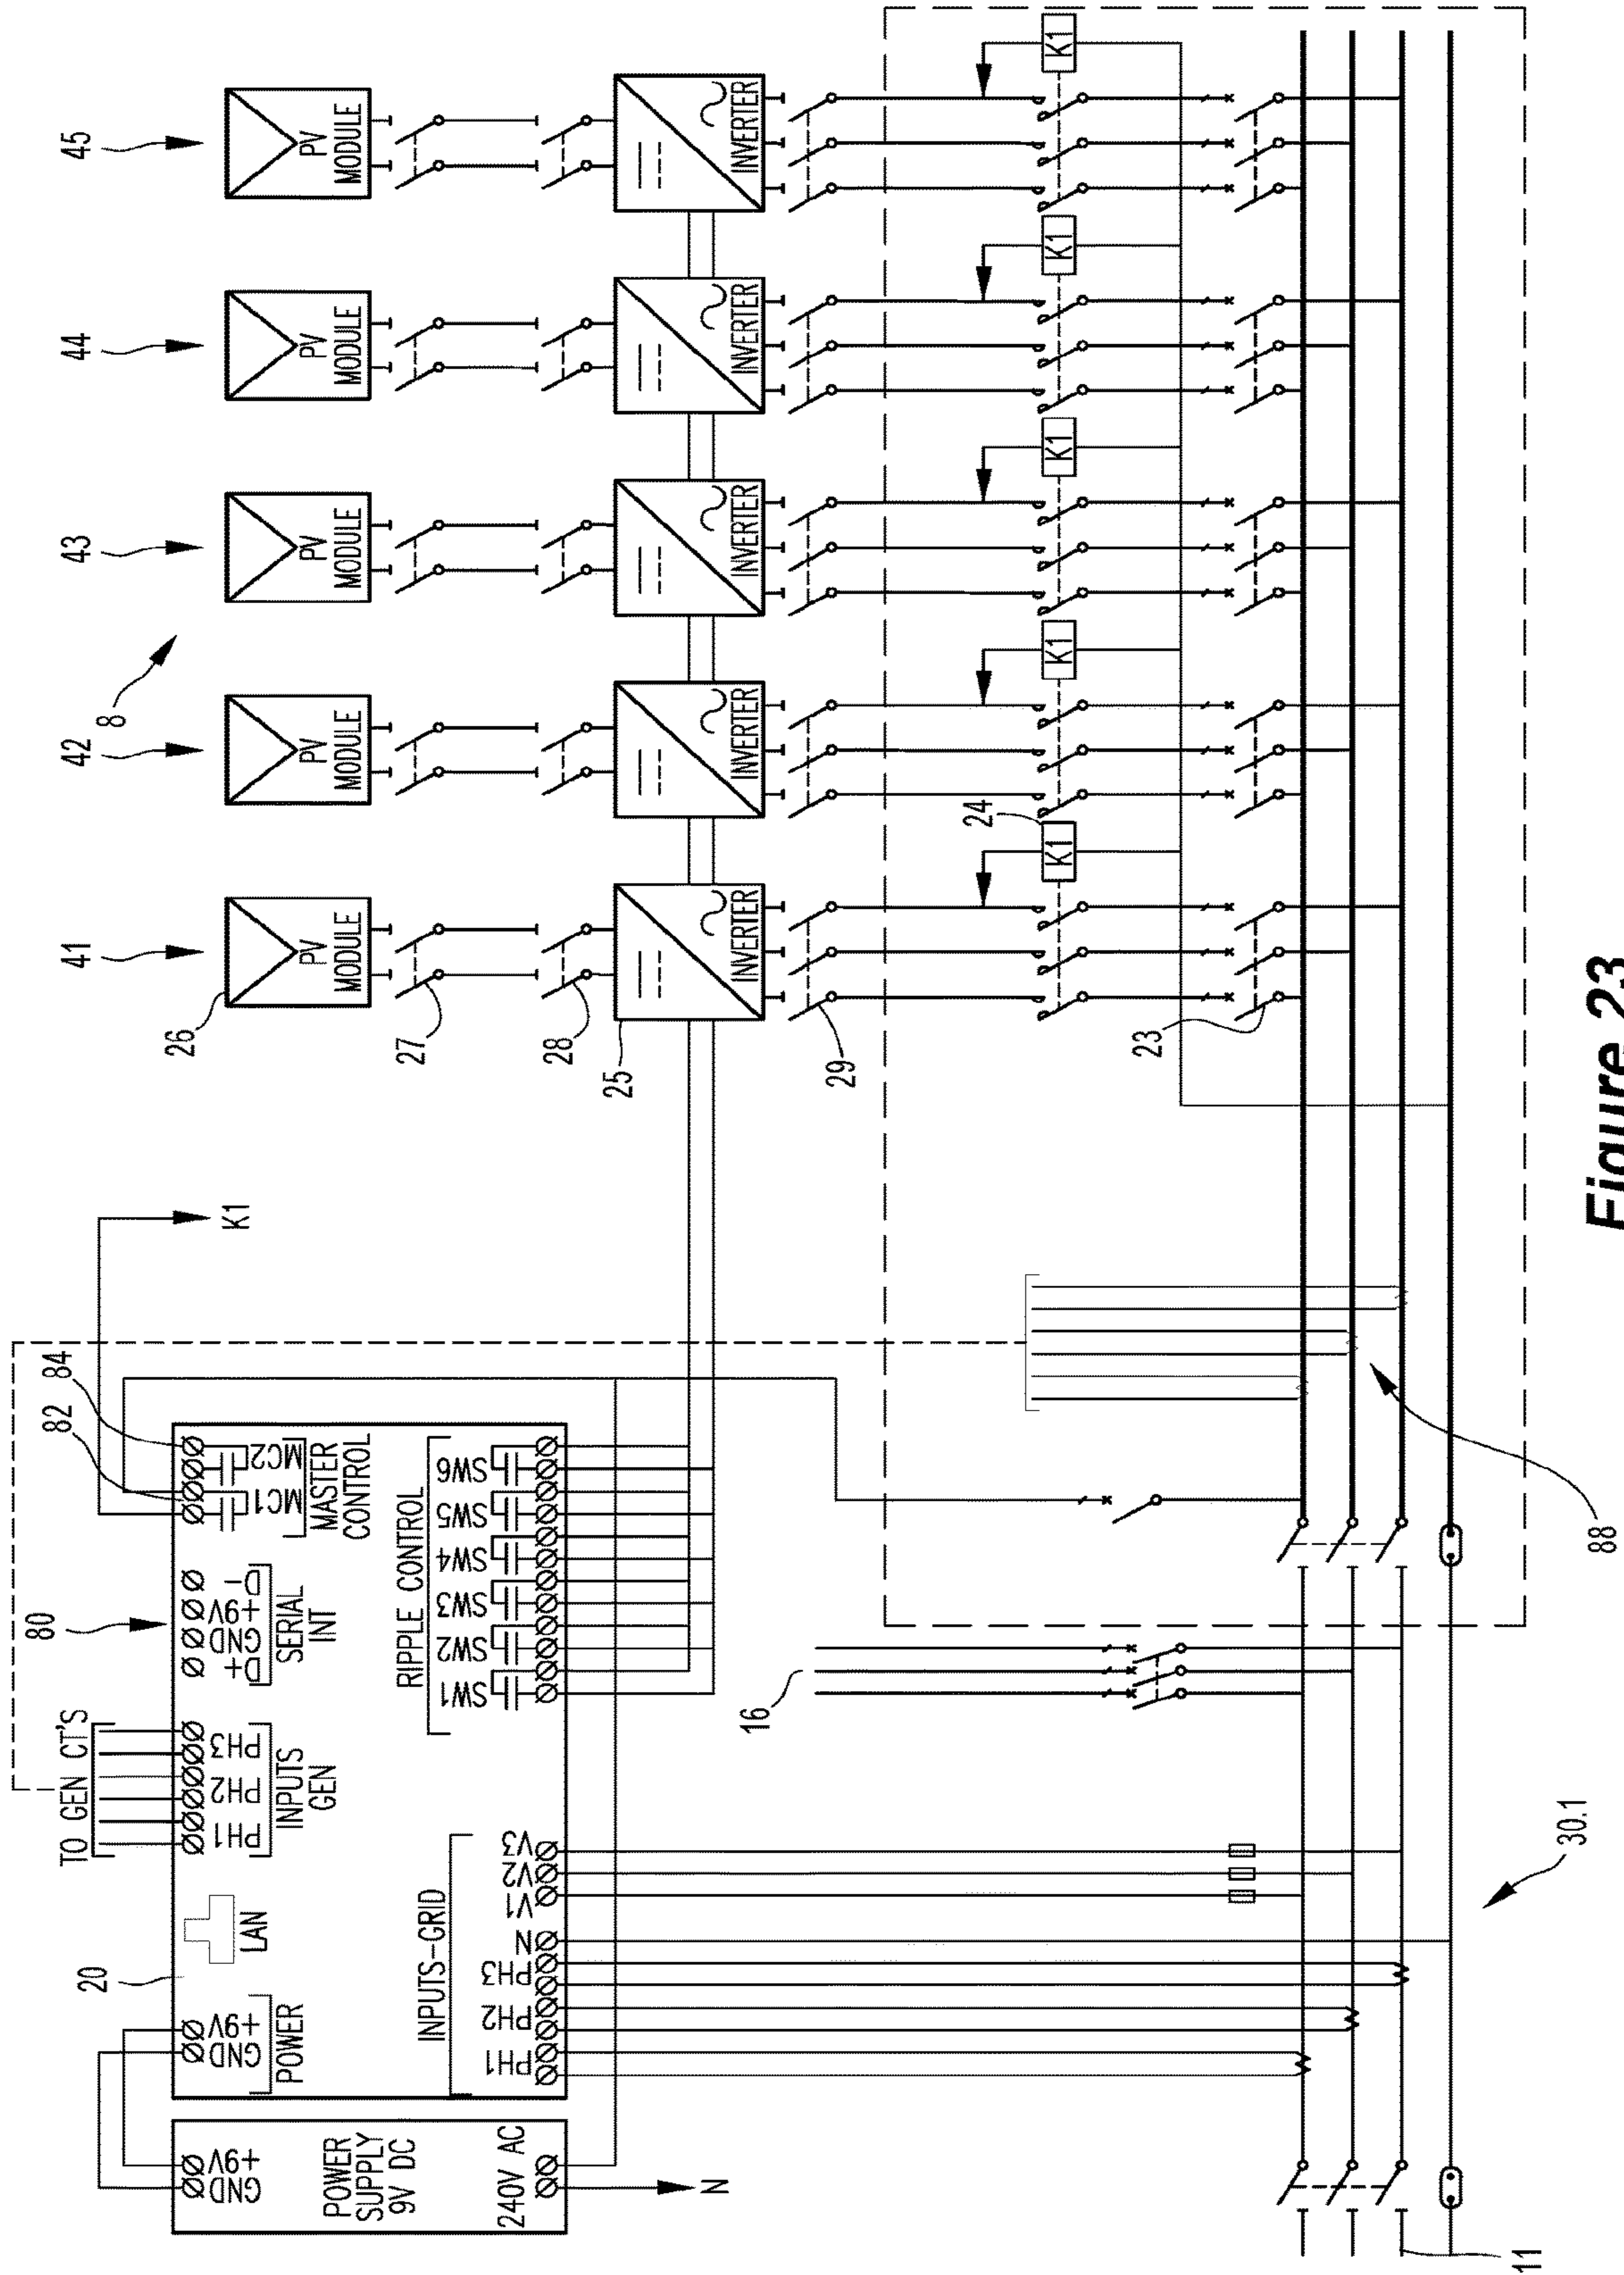 POWER
SUPPLY
9V DC
GND
+9V
240V AC
N
20
GND
+9V
POWER
LAN
TO GEN CT'S
PH1
PH2
PH3
INPUTS
GEN
80
D+
GND
+9V
D-
SERIAL
INT
82
84
MC1
MC2
MASTER
CONTROL
K1
INPUTS-GRID
PH1
PH2
PH3
N
V1
V2
V3
RIPPLE CONTROL
SW1
SW2
SW3
SW4
SW5
SW6
16
11
30.1
88
8
41
42
43
44
45
26
PV
MODULE
PV
MODULE
PV
MODULE
PV
MODULE
PV
MODULE
27
28
25
INVERTER
INVERTER
INVERTER
INVERTER
INVERTER
29
24
K1
K1
K1
K1
K1
23
Figure 23